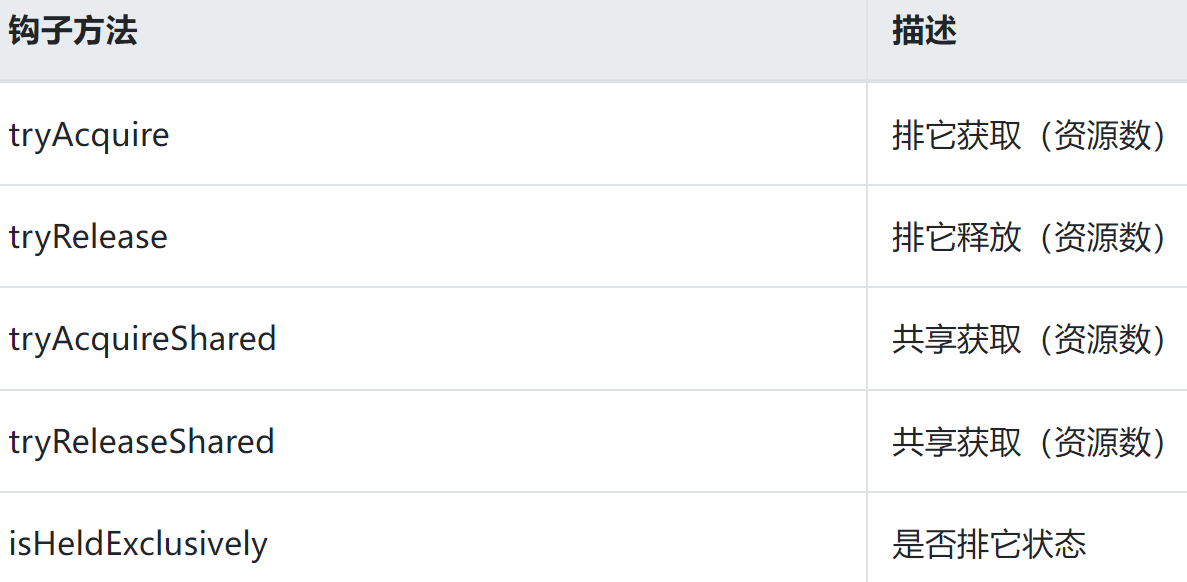 钩子方法 描述
tryAcquire 排它获取（资源数）
tryRelease 排它释放（资源数）
tryAcquireShared 共享获取（资源数）
tryReleaseShared 共享获取（资源数）
isHeldExclusively 是否排它状态